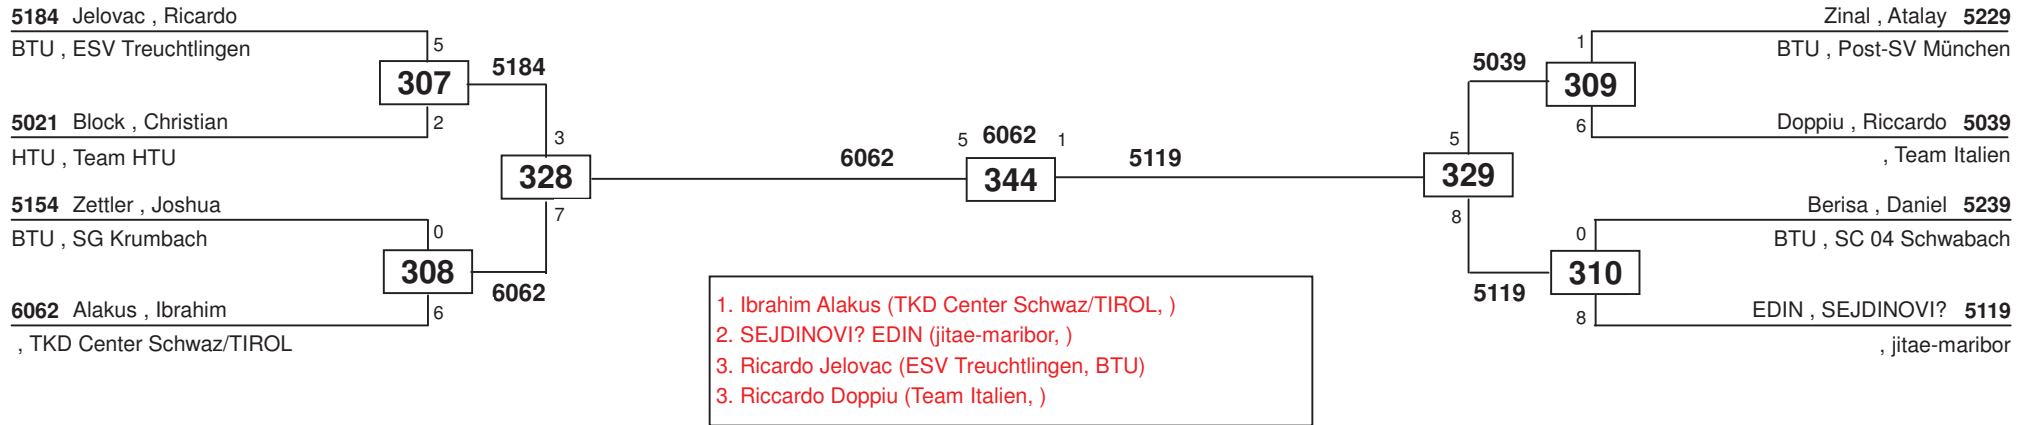 5184 Jelovac , Ricardo
BTU , ESV Treuchtlingen
5
307
5184
2
5021 Block , Christian
HTU , Team HTU
3
328
7
5154 Zettler , Joshua
BTU , SG Krumbach
0
308
6062
6
6062 Alakus , Ibrahim
, TKD Center Schwaz/TIROL
6062
5 6062 1
344
5119
Zinal , Atalay 5229
BTU , Post-SV München
1
5039
309
6
Doppiu , Riccardo 5039
, Team Italien
5
329
8
Berisa , Daniel 5239
BTU , SC 04 Schwabach
0
310
5119
8
EDIN , SEJDINOVI? 5119
, jitae-maribor
1. Ibrahim Alakus (TKD Center Schwaz/TIROL, )
2. SEJDINOVI? EDIN (jitae-maribor, )
3. Ricardo Jelovac (ESV Treuchtlingen, BTU)
3. Riccardo Doppiu (Team Italien, )